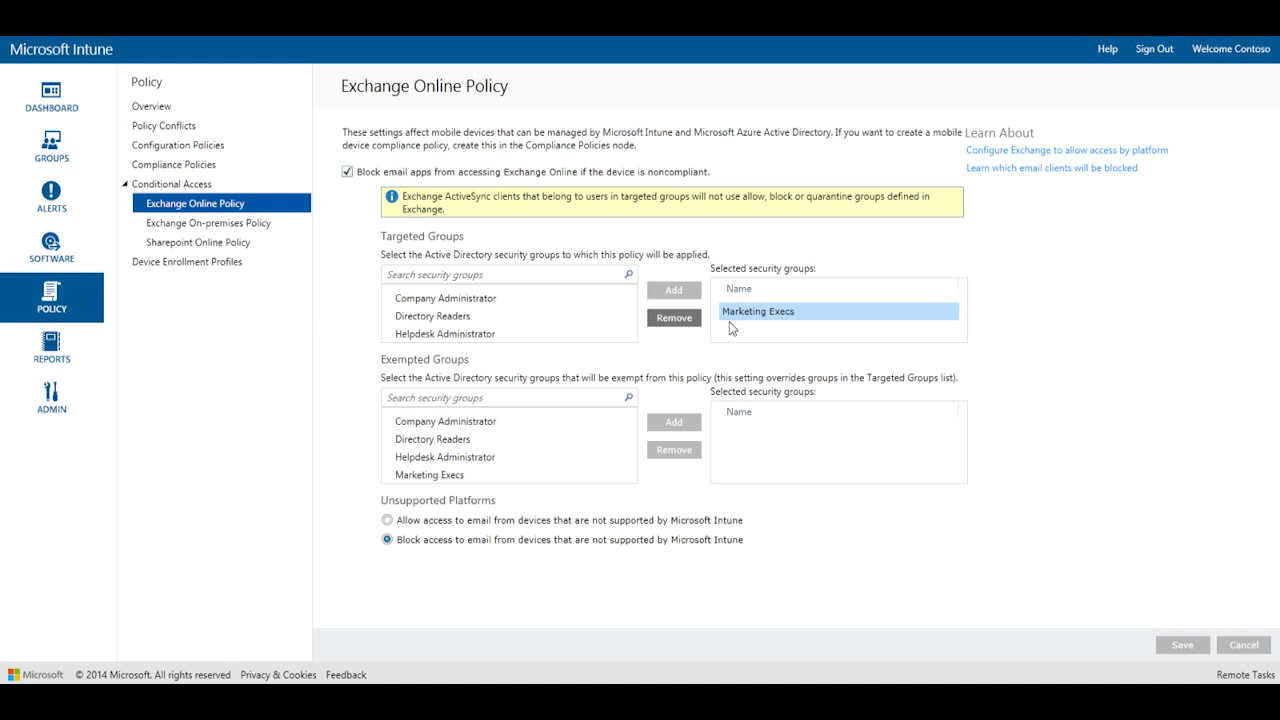 Microsoft Intune
Help
Sign Out
Welcome Contoso
DASHBOARD
GROUPS
ALERTS
SOFTWARE
POLICY
REPORTS
ADMIN
Policy
Overview
Policy Conflicts
Configuration Policies
Compliance Policies
Conditional Access
Exchange Online Policy
Exchange On-premises Policy
Sharepoint Online Policy
Device Enrollment Profiles
Exchange Online Policy
These settings affect mobile devices that can be managed by Microsoft Intune and Microsoft Azure Active Directory. If you want to create a mobile
device compliance policy, create this in the Compliance Policies node.
Block email apps from accessing Exchange Online if the device is noncompliant.
Exchange ActiveSync clients that belong to users in targeted groups will not use allow, block or quarantine groups defined in
Exchange.
Targeted Groups
Select the Active Directory security groups to which this policy will be applied.
Search security groups
Company Administrator
Directory Readers
Helpdesk Administrator
Add
Remove
Selected security groups:
Name
Marketing Execs
Exempted Groups
Select the Active Directory security groups that will be exempt from this policy (this setting overrides groups in the Targeted Groups list).
Search security groups
Company Administrator
Directory Readers
Helpdesk Administrator
Marketing Execs
Add
Remove
Selected security groups:
Name
Unsupported Platforms
Allow access to email from devices that are not supported by Microsoft Intune
Block access to email from devices that are not supported by Microsoft Intune
Learn About
Configure Exchange to allow access by platform
Learn which email clients will be blocked
Save
Cancel
Microsoft
© 2014 Microsoft. All rights reserved
Privacy & Cookies
Feedback
Remote Tasks